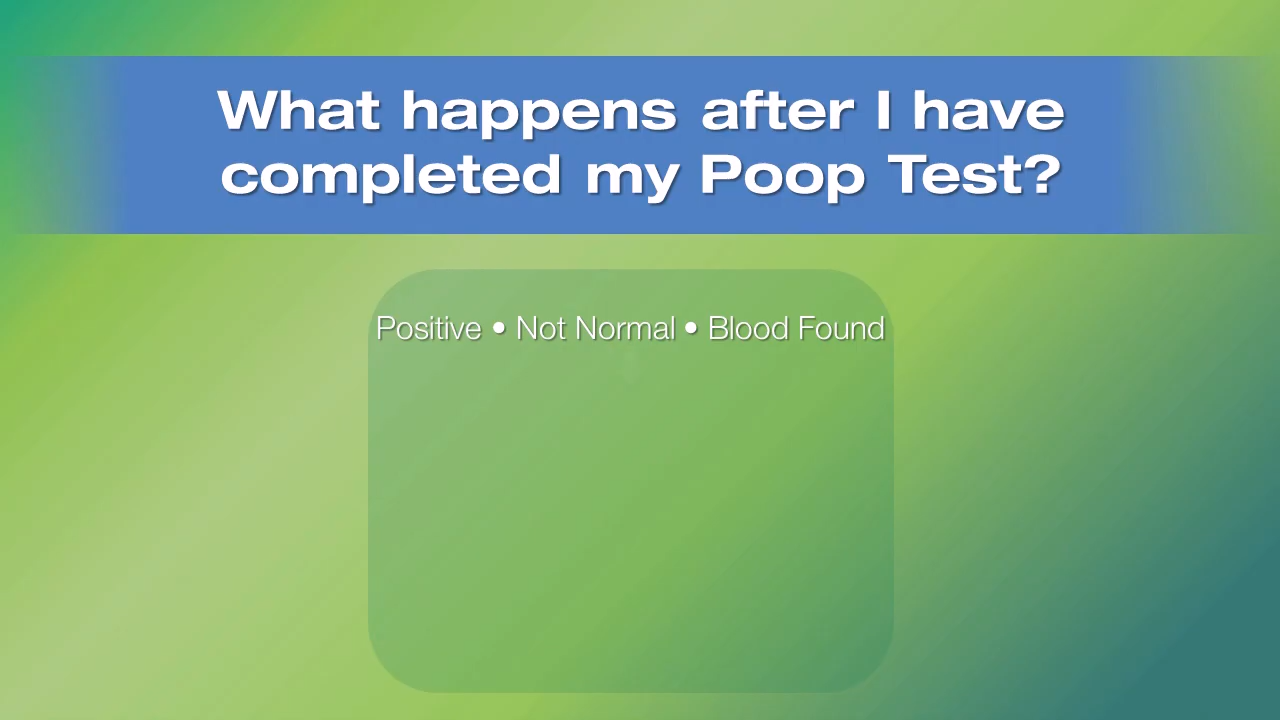 What happens after I have
completed my Poop Test?
Positive • Not Normal • Blood Found